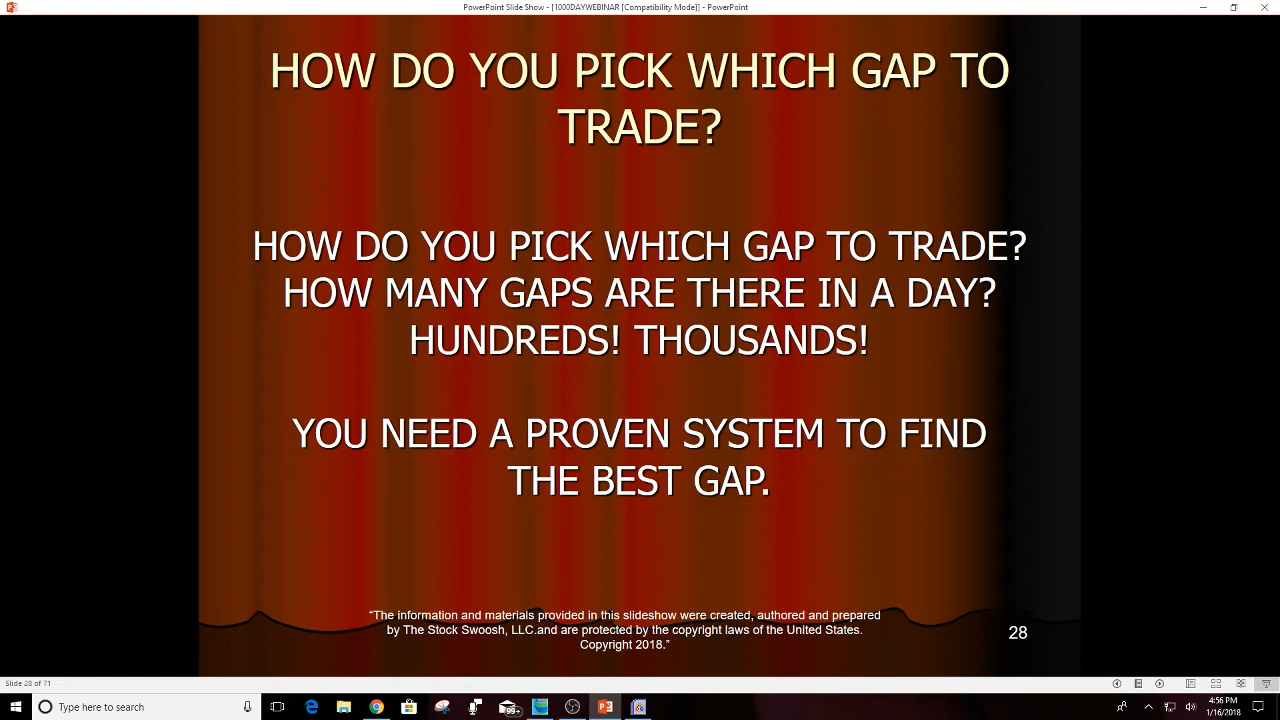 PowerPoint Slide Show - [1000DAYWEBINAR [Compatibility Mode]] - PowerPoint
HOW DO YOU PICK WHICH GAP TO
TRADE?
HOW DO YOU PICK WHICH GAP TO TRADE?
HOW MANY GAPS ARE THERE IN A DAY?
HUNDREDS! THOUSANDS!
YOU NEED A PROVEN SYSTEM TO FIND
THE BEST GAP.
“The information and materials provided in this slideshow were created, authored and prepared
by The Stock Swoosh, LLC.and are protected by the copyright laws of the United States.
Copyright 2018.”
28
Slide 28 of 71
Type here to search
99+
4:56 PM
1/16/2018